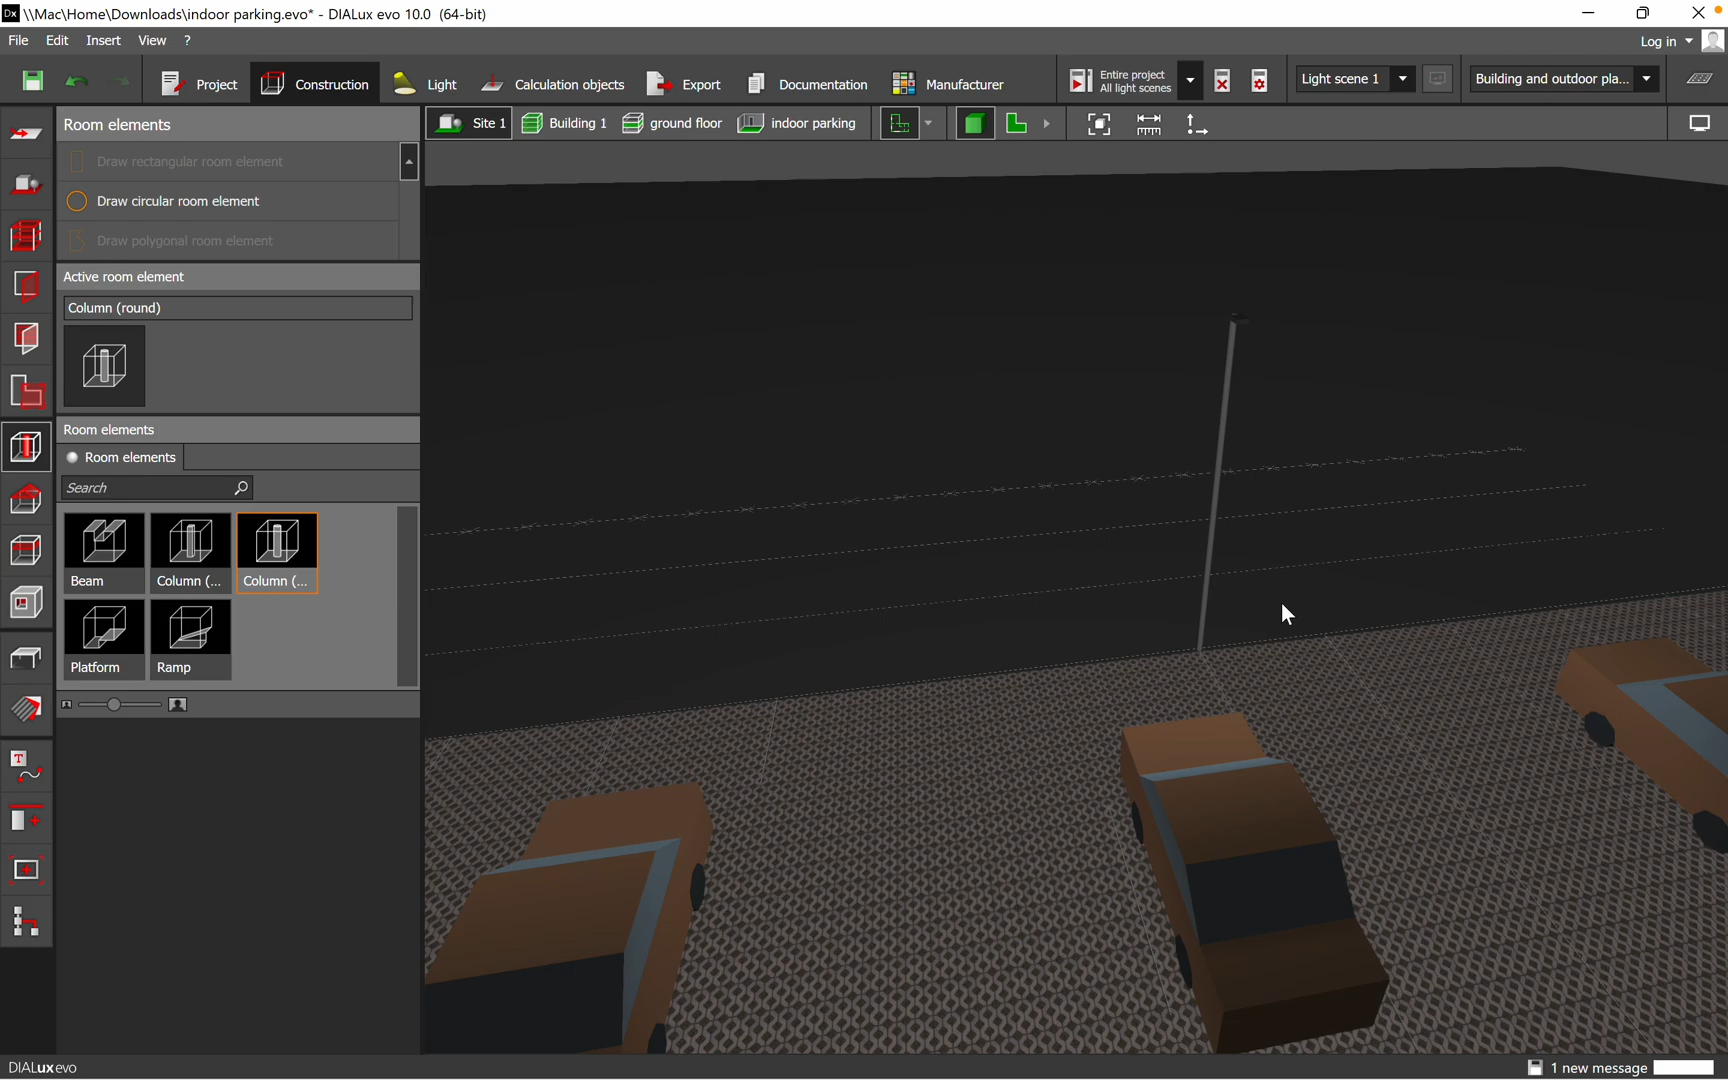 \\Mac\Home\Downloads\indoor parking.evo* - DIALux evo 10.0 (64-bit)
File Edit Insert View ?
Log in
Project Construction Light Calculation objects Export Documentation Manufacturer
Entire project
All light scenes
Light scene 1
Building and outdoor pla...
Room elements
Site 1 Building 1 ground floor indoor parking
Draw rectangular room element
Draw circular room element
Draw polygonal room element
Active room element
Column (round)
Room elements
Room elements
Search
Beam Column (... Column (...
Platform Ramp
DIALux evo
1 new message